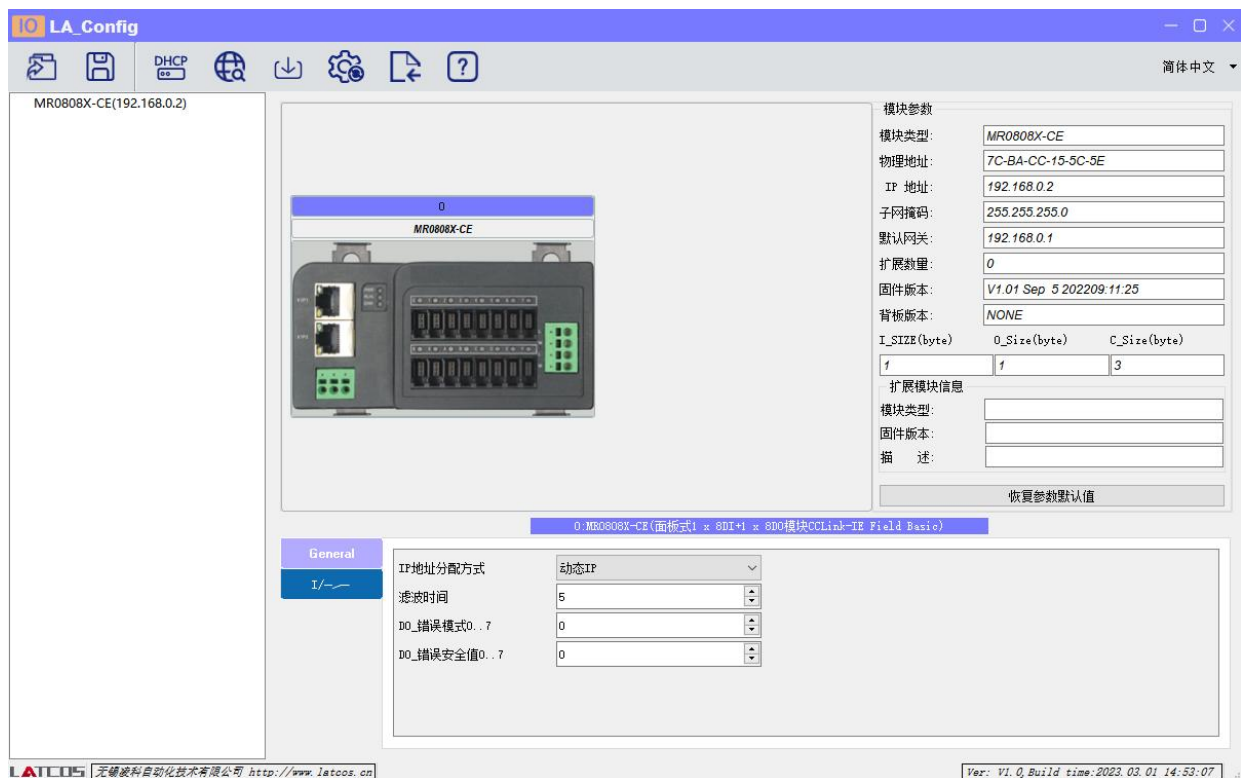 IO LA_Config
DHCP
简体中文
MR0808X-CE(192.168.0.2)
0
MR0808X-CE
模块参数
模块类型: MR0808X-CE
物理地址: 7C-BA-CC-15-5C-5E
IP 地址: 192.168.0.2
子网掩码: 255.255.255.0
默认网关: 192.168.0.1
扩展数量: 0
固件版本: V1.01 Sep 5 202209:11:25
背板版本: NONE
I_SIZE(byte) O_Size(byte) C_Size(byte)
1 1 3
扩展模块信息
模块类型:
固件版本:
描 述:
恢复参数默认值
0:MR0808X-CE(面板式1 x 8DI+1 x 8DO模块CCLink-IE Field Basic)
General
I/-.—
IP地址分配方式 动态IP
滤波时间 5
DO_错误模式0..7 0
DO_错误安全值0..7 0
LATCOS 无锡凌科自动化技术有限公司 http://www.latcos.cn
Ver: V1.0,Build time:2023.03.01 14:53:07